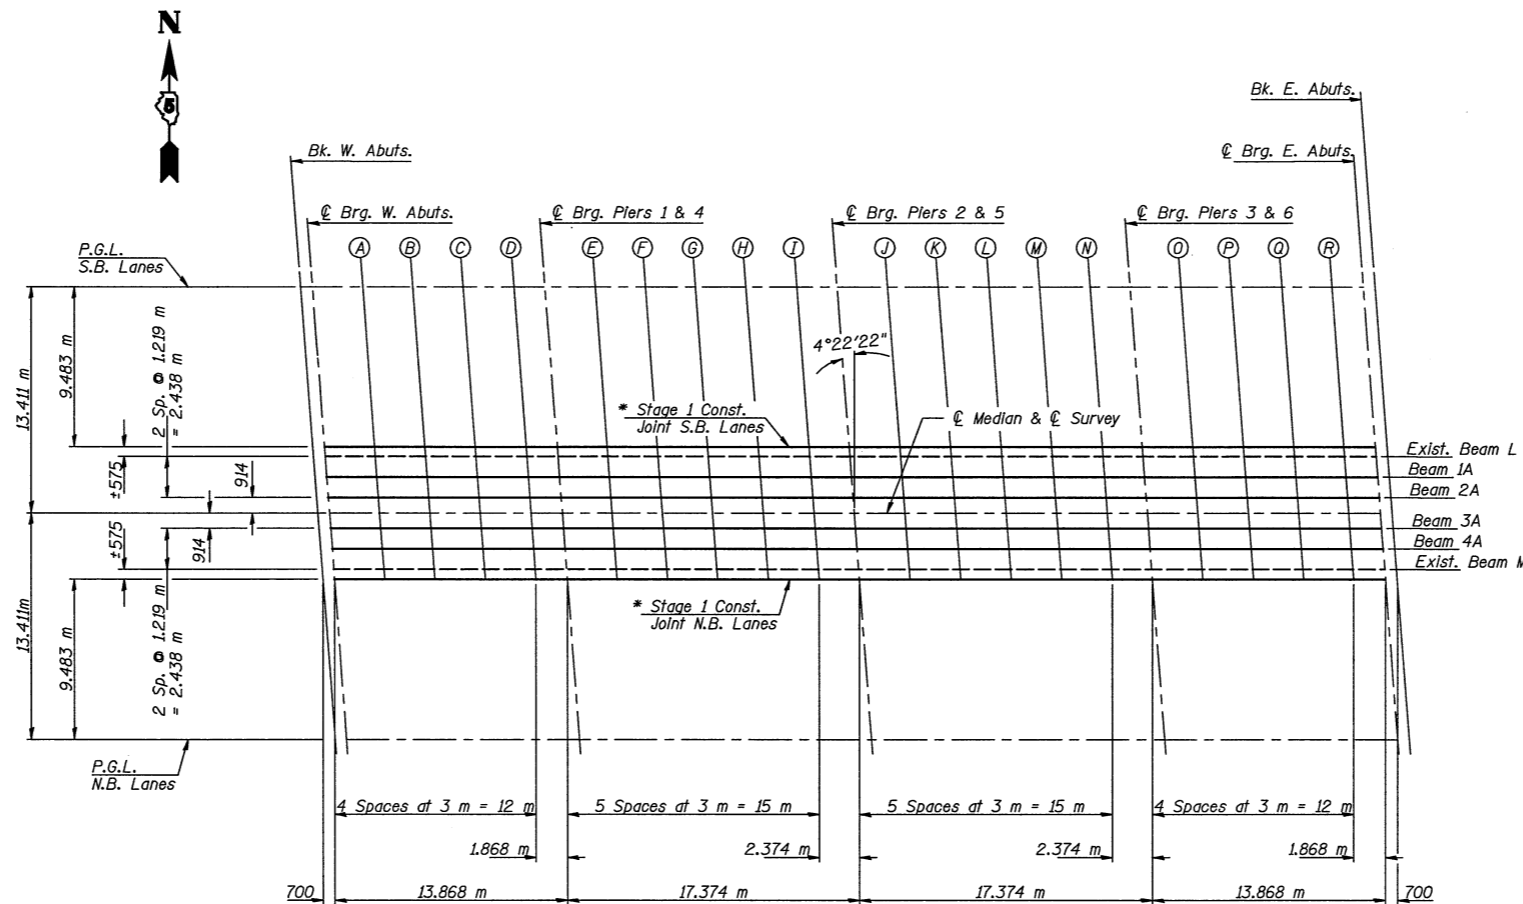 N
5
Bk. E. Abuts.
Bk. W. Abuts.
℄ Brg. E. Abuts.
℄ Brg. W. Abuts.
℄ Brg. Piers 1 & 4
℄ Brg. Piers 2 & 5
℄ Brg. Piers 3 & 6
A B C D E F G H I J K L M N O P Q R
P.G.L.
S.B. Lanes
13.411 m
9.483 m
2 Sp. @ 1.219 m
= 2.438 m
4°22'22"
* Stage 1 Const.
Joint S.B. Lanes
℄ Median & ℄ Survey
±575
914
Exist. Beam L
Beam 1A
Beam 2A
Beam 3A
Beam 4A
Exist. Beam M
±575
914
13.411m
9.483 m
2 Sp. @ 1.219 m
= 2.438 m
* Stage 1 Const.
Joint N.B. Lanes
P.G.L.
N.B. Lanes
4 Spaces at 3 m = 12 m
5 Spaces at 3 m = 15 m
5 Spaces at 3 m = 15 m
4 Spaces at 3 m = 12 m
1.868 m
2.374 m
2.374 m
1.868 m
700
13.868 m
17.374 m
17.374 m
13.868 m
700